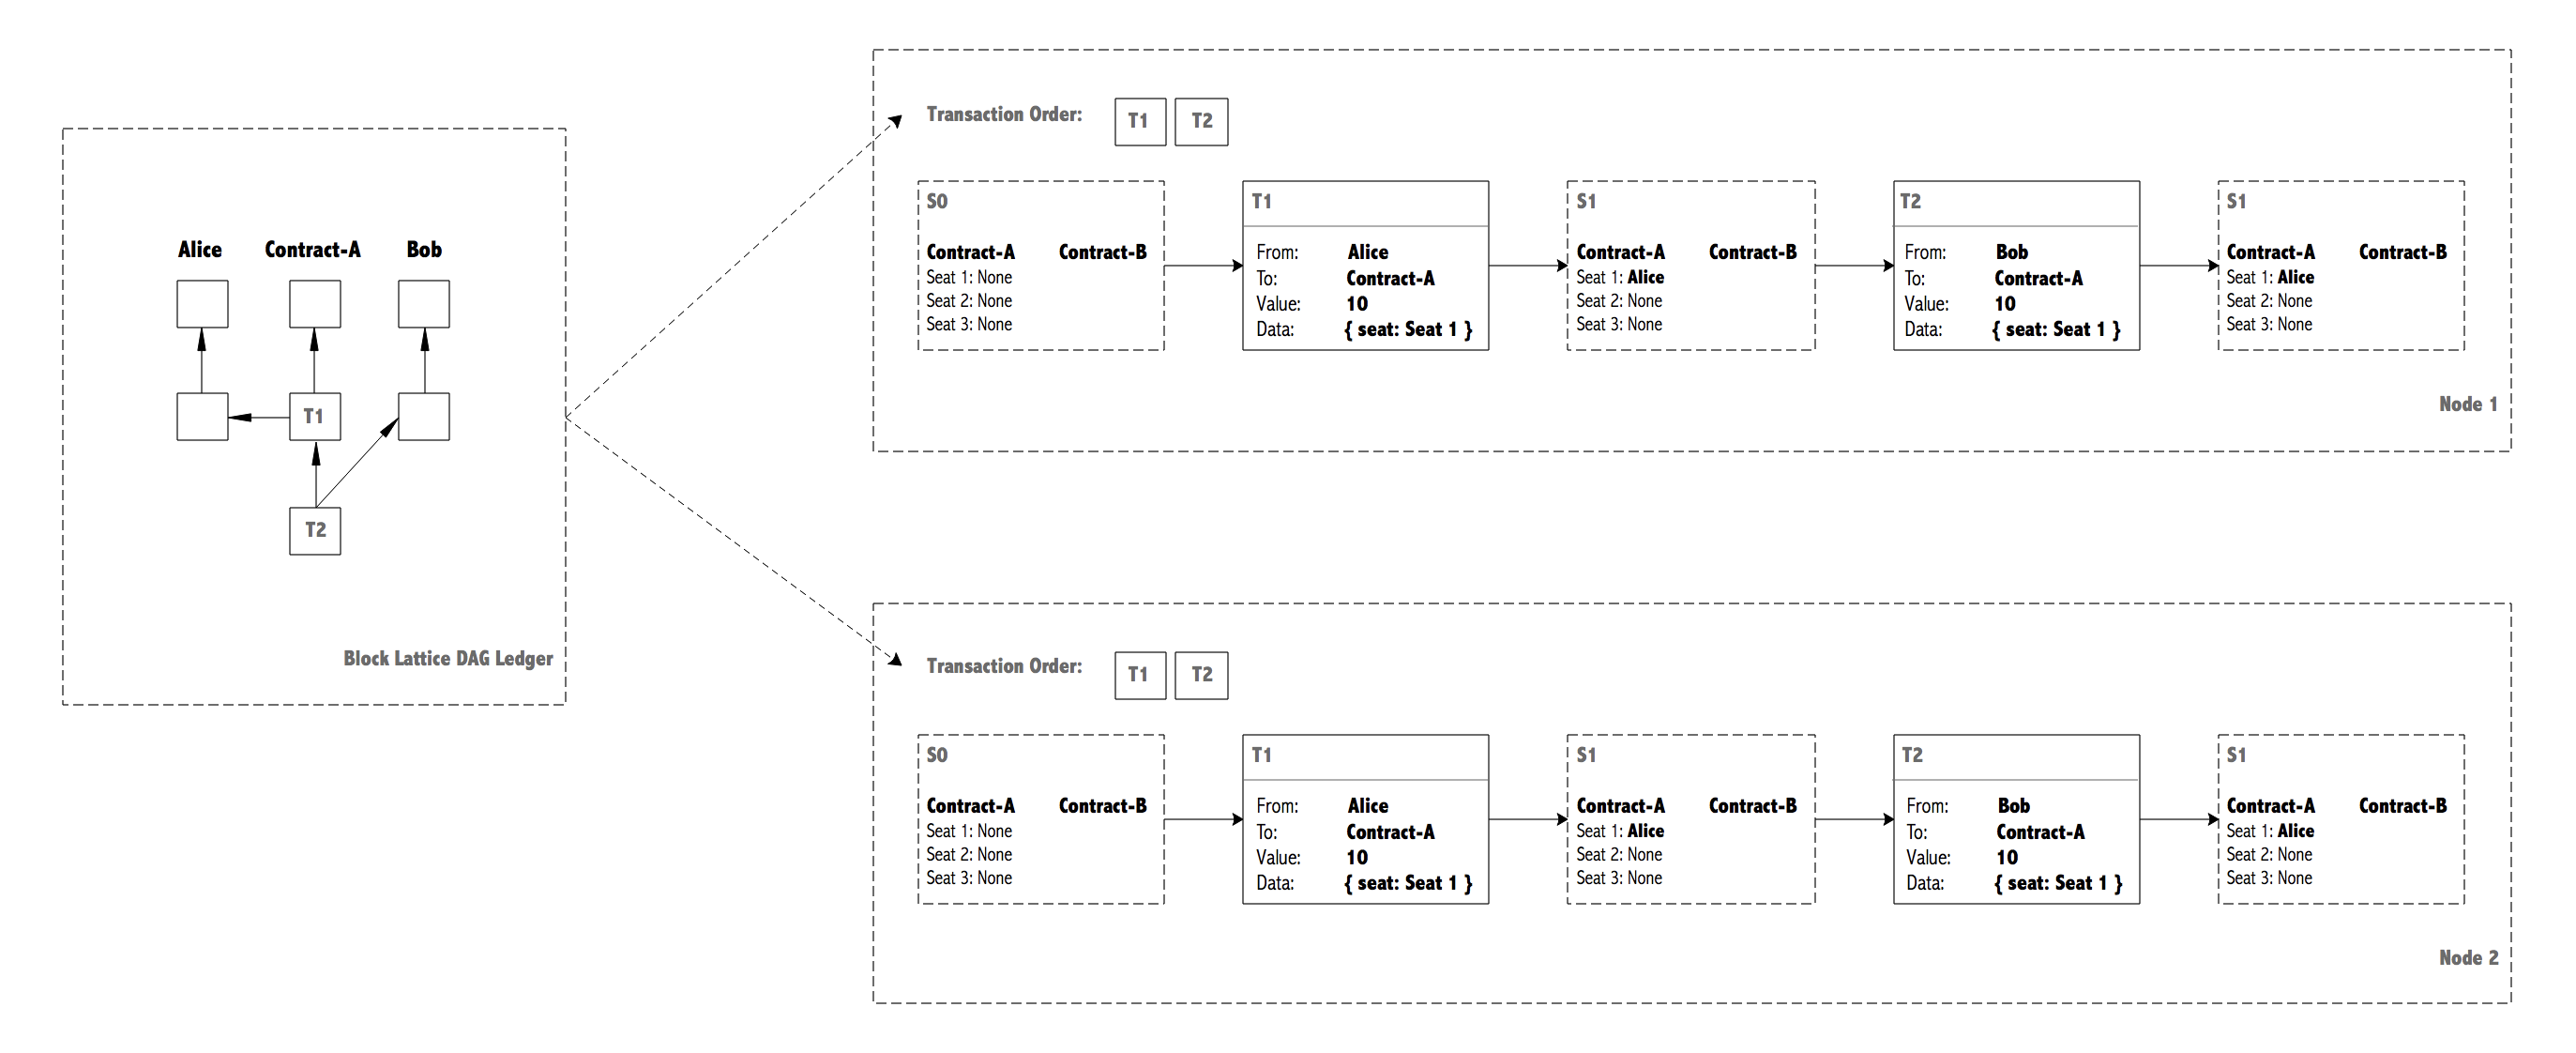 Alice Contract-A Bob
T1
T2
Block Lattice DAG Ledger
Transaction Order: T1 T2
S0
Contract-A Contract-B
Seat 1: None
Seat 2: None
Seat 3: None
T1
From: Alice
To: Contract-A
Value: 10
Data: { seat: Seat 1 }
S1
Contract-A Contract-B
Seat 1: Alice
Seat 2: None
Seat 3: None
T2
From: Bob
To: Contract-A
Value: 10
Data: { seat: Seat 1 }
S1
Contract-A Contract-B
Seat 1: Alice
Seat 2: None
Seat 3: None
Node 1
Transaction Order: T1 T2
S0
Contract-A Contract-B
Seat 1: None
Seat 2: None
Seat 3: None
T1
From: Alice
To: Contract-A
Value: 10
Data: { seat: Seat 1 }
S1
Contract-A Contract-B
Seat 1: Alice
Seat 2: None
Seat 3: None
T2
From: Bob
To: Contract-A
Value: 10
Data: { seat: Seat 1 }
S1
Contract-A Contract-B
Seat 1: Alice
Seat 2: None
Seat 3: None
Node 2